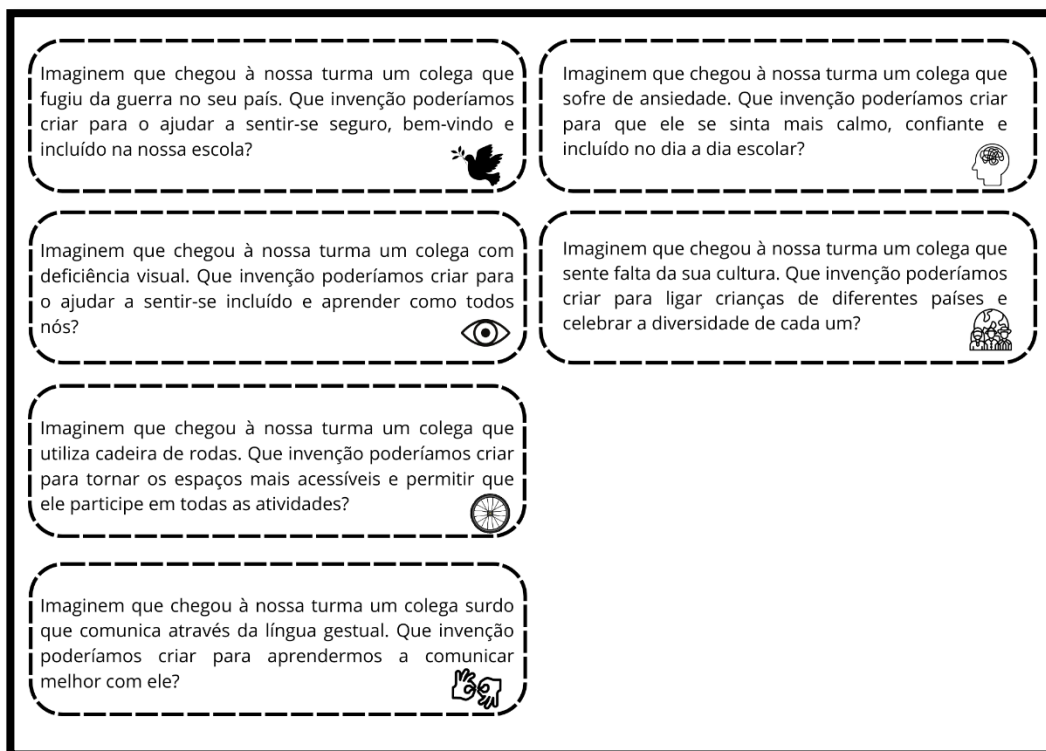 Imaginem que chegou à nossa turma um colega que
fugiu da guerra no seu país. Que invenção poderíamos
criar para o ajudar a sentir-se seguro, bem-vindo e
incluído na nossa escola?
Imaginem que chegou à nossa turma um colega que
sofre de ansiedade. Que invenção poderíamos criar
para que ele se sinta mais calmo, confiante e
incluído no dia a dia escolar?
Imaginem que chegou à nossa turma um colega com
deficiência visual. Que invenção poderíamos criar para
o ajudar a sentir-se incluído e aprender como todos
nós?
Imaginem que chegou à nossa turma um colega que
sente falta da sua cultura. Que invenção poderíamos
criar para ligar crianças de diferentes países e
celebrar a diversidade de cada um?
Imaginem que chegou à nossa turma um colega que
utiliza cadeira de rodas. Que invenção poderíamos criar
para tornar os espaços mais acessíveis e permitir que
ele participe em todas as atividades?
Imaginem que chegou à nossa turma um colega surdo
que comunica através da língua gestual. Que invenção
poderíamos criar para aprendermos a comunicar
melhor com ele?